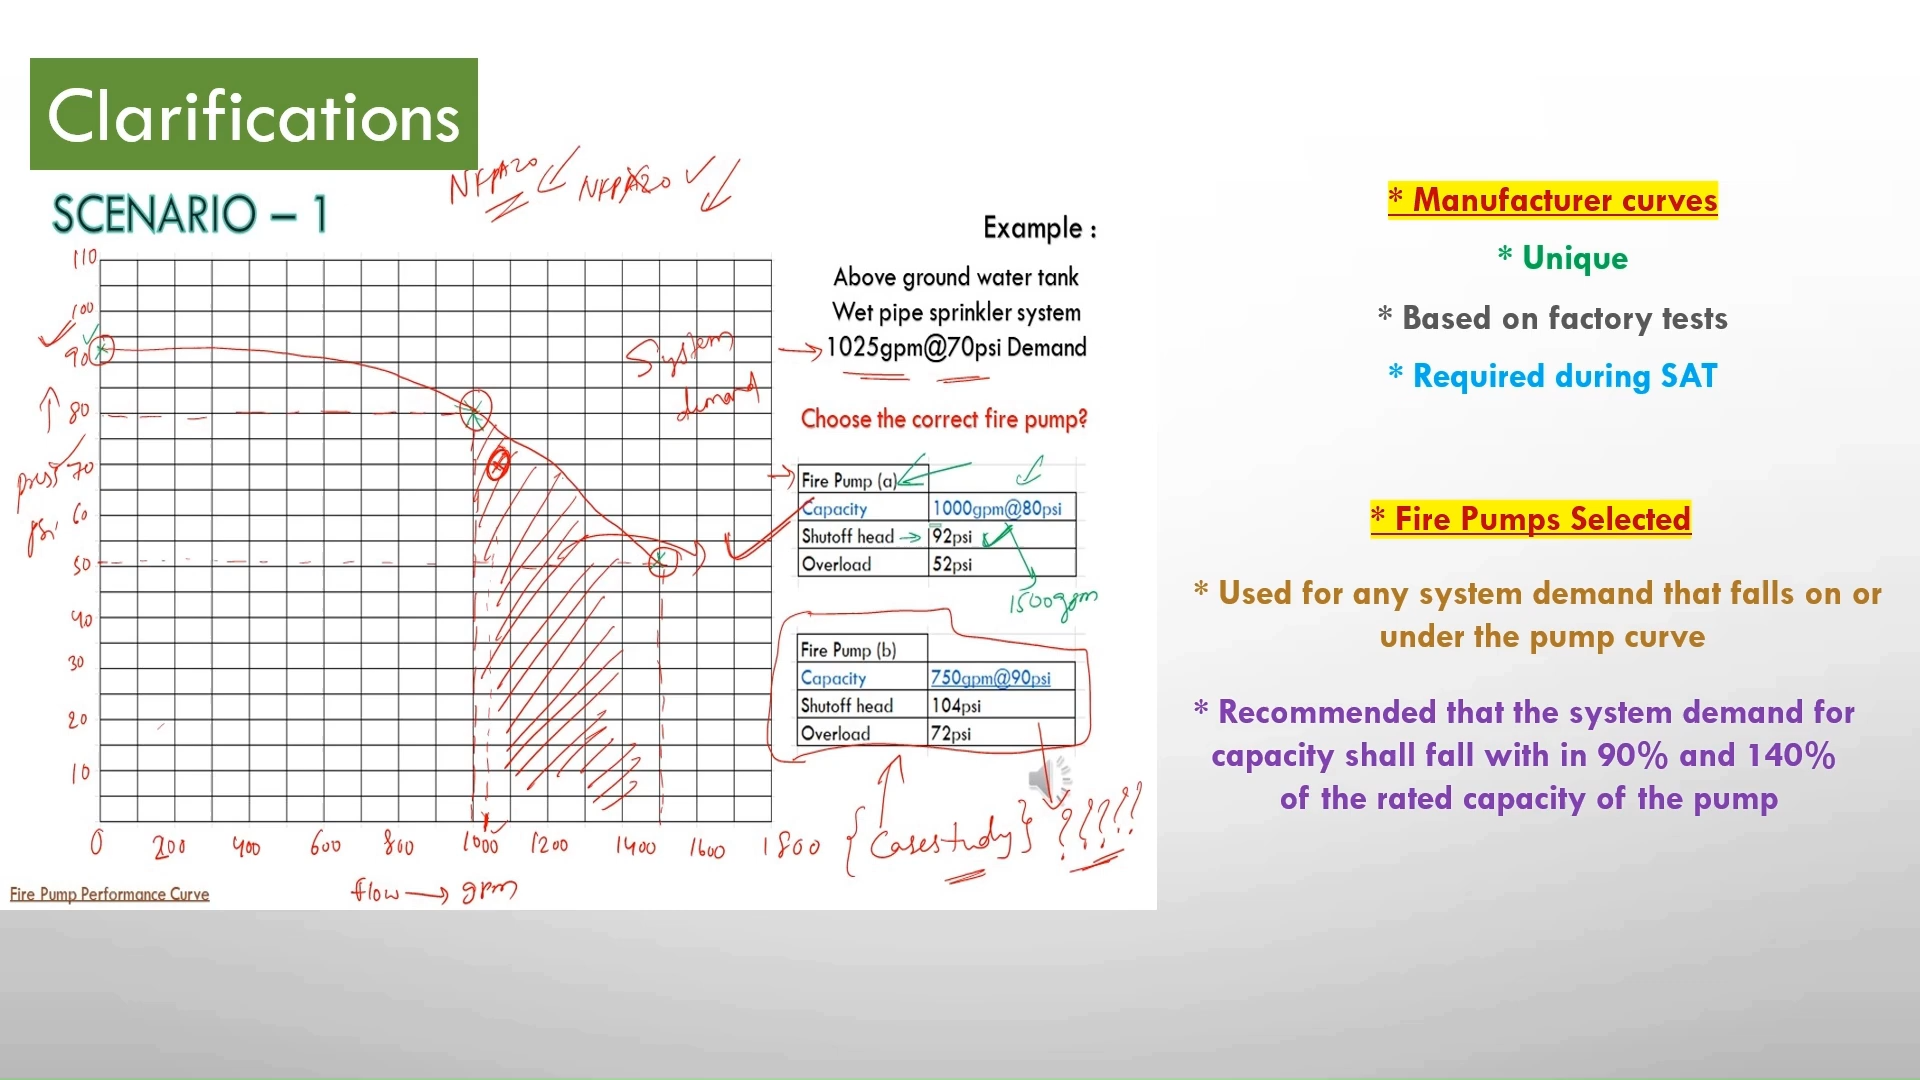 Clarifications
NFPA20 NFPA20
SCENARIO – 1
Example :
Above ground water tank
Wet pipe sprinkler system
1025gpm@70psi Demand
Choose the correct fire pump?
System
demand
Fire Pump (a)
Capacity 1000gpm@80psi
Shutoff head 92psi
Overload 52psi
1500gpm
Fire Pump (b)
Capacity 750gpm@90psi
Shutoff head 104psi
Overload 72psi
{Casestudy} ?????
110
100
90
80
70
60
50
40
30
20
10
press
psi
0 200 400 600 800 1000 1200 1400 1600 1800
flow → gpm
Fire Pump Performance Curve
* Manufacturer curves
* Unique
* Based on factory tests
* Required during SAT
* Fire Pumps Selected
* Used for any system demand that falls on or
under the pump curve
* Recommended that the system demand for
capacity shall fall with in 90% and 140%
of the rated capacity of the pump